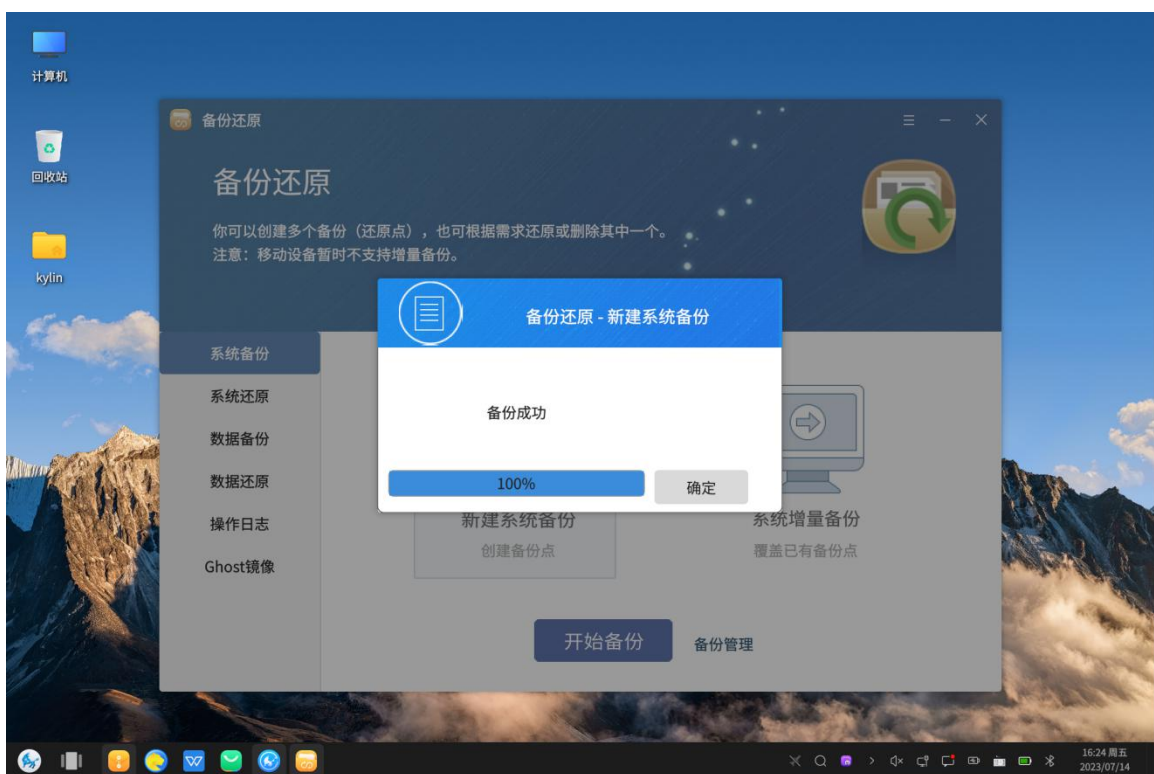 计算机
回收站
kylin
备份还原
备份还原
你可以创建多个备份（还原点），也可根据需求还原或删除其中一个。
注意：移动设备暂时不支持增量备份。
备份还原 - 新建系统备份
备份成功
100%
确定
系统备份
系统还原
数据备份
数据还原
操作日志
Ghost镜像
新建系统备份
创建备份点
系统增量备份
覆盖已有备份点
开始备份
备份管理
16:24 周五
2023/07/14